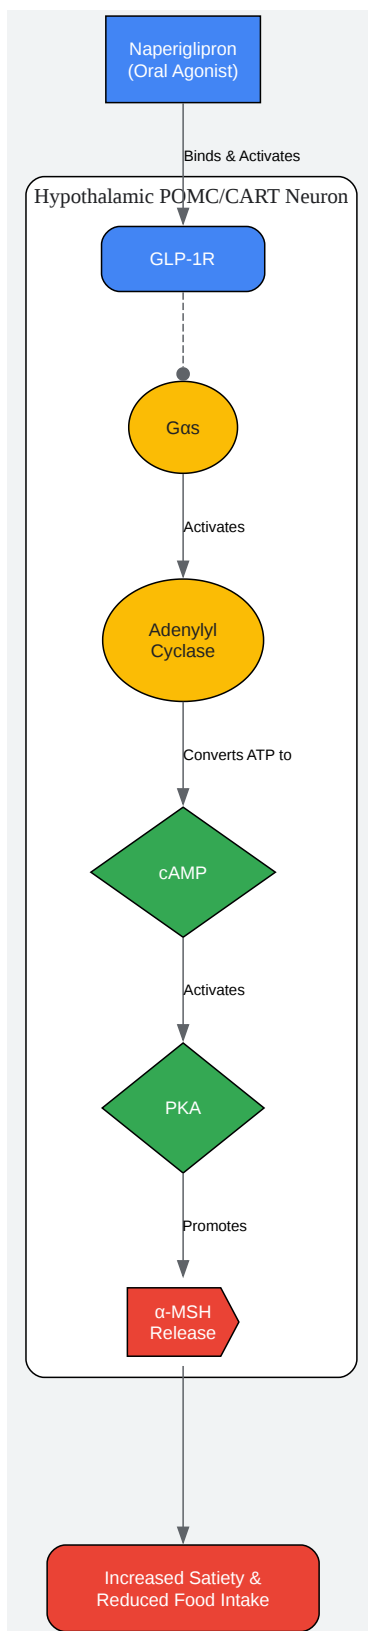 Naperiglipron
(Oral Agonist)
Binds & Activates
Hypothalamic POMC/CART Neuron
GLP-1R
Gαs
Activates
Adenylyl
Cyclase
Converts ATP to
cAMP
Activates
PKA
Promotes
α-MSH
Release
Increased Satiety &
Reduced Food Intake